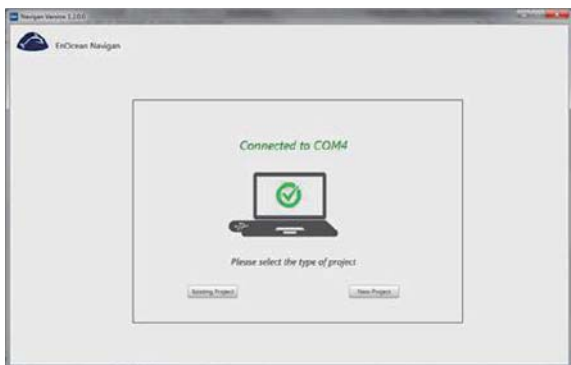 Navigan Version 1.2.0.0
EnOcean Navigan
Connected to COM4
Please select the type of project
Existing Project
New Project